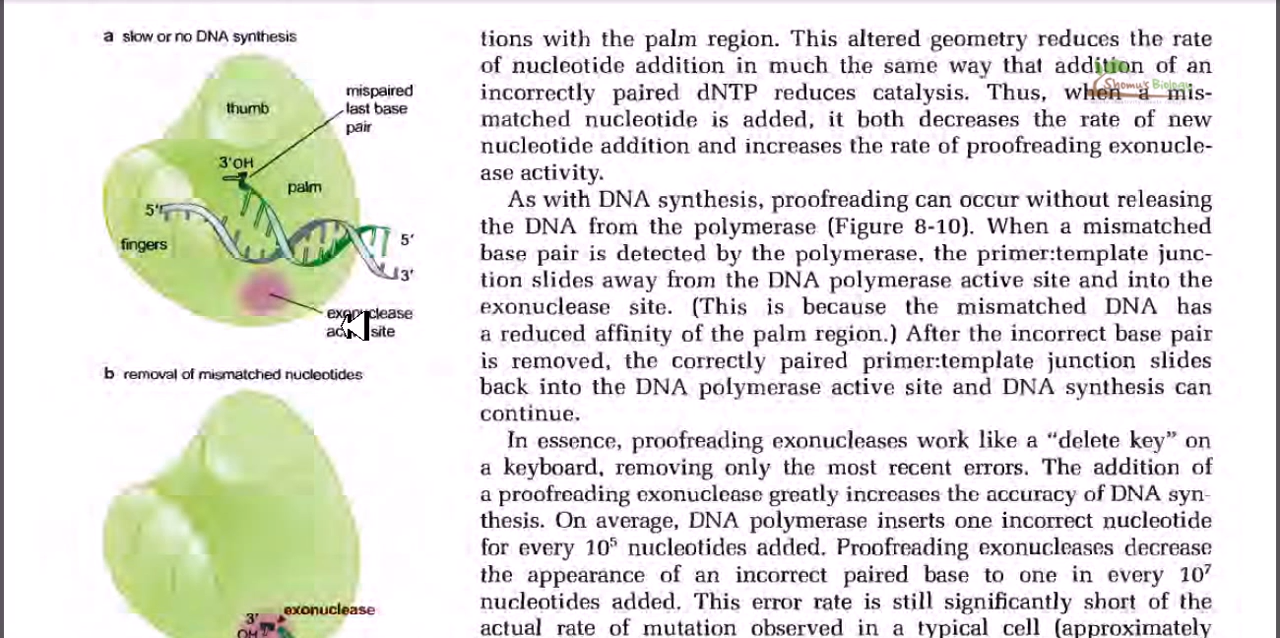 a slow or no DNA synthesis
thumb
mispaired
last base
pair
3'OH
palm
5'
fingers
5'
3'
exonuclease
site
b removal of mismatched nucleotides
3'
OH
exonuclease
tions with the palm region. This altered geometry reduces the rate
of nucleotide addition in much the same way that addition of an
incorrectly paired dNTP reduces catalysis. Thus, when a mis-
matched nucleotide is added, it both decreases the rate of new
nucleotide addition and increases the rate of proofreading exonucle-
ase activity.
As with DNA synthesis, proofreading can occur without releasing
the DNA from the polymerase (Figure 8-10). When a mismatched
base pair is detected by the polymerase, the primer:template junc-
tion slides away from the DNA polymerase active site and into the
exonuclease site. (This is because the mismatched DNA has
a reduced affinity of the palm region.) After the incorrect base pair
is removed, the correctly paired primer:template junction slides
back into the DNA polymerase active site and DNA synthesis can
continue.
In essence, proofreading exonucleases work like a “delete key” on
a keyboard, removing only the most recent errors. The addition of
a proofreading exonuclease greatly increases the accuracy of DNA syn-
thesis. On average, DNA polymerase inserts one incorrect nucleotide
for every 10⁵ nucleotides added. Proofreading exonucleases decrease
the appearance of an incorrect paired base to one in every 10⁷
nucleotides added. This error rate is still significantly short of the
actual rate of mutation observed in a typical cell (approximately
Shomu's Biology